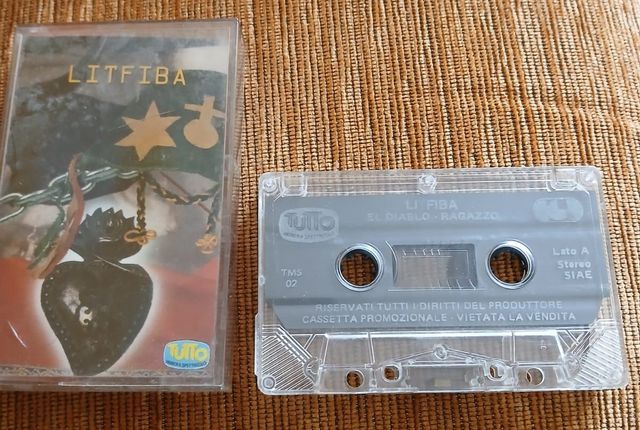 LITFIBA
TUTTO
TUTTO
LITFIBA
EL DIABLO - RAGAZZO
Lato A
Stereo
SIAE
TMS
02
RISERVATI TUTTI I DIRITTI DEL PRODUTTORE
CASSETTA PROMOZIONALE - VIETATA LA VENDITA